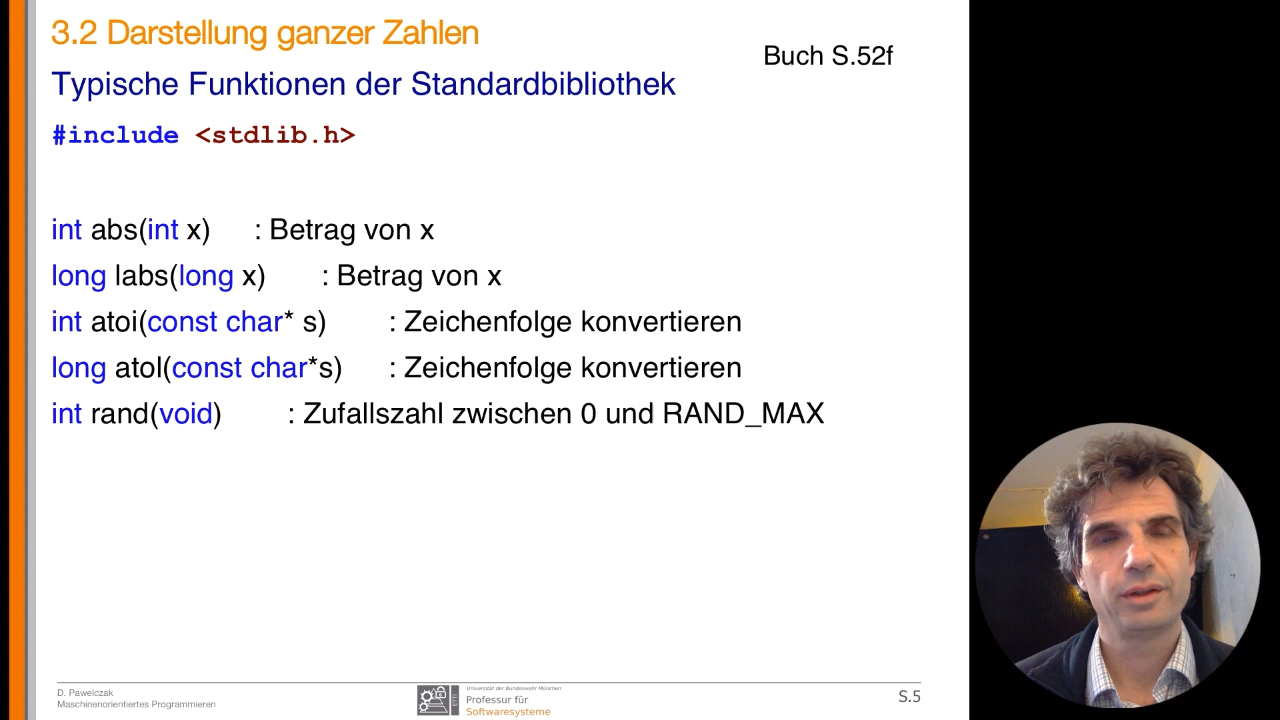 3.2 Darstellung ganzer Zahlen
Buch S.52f
Typische Funktionen der Standardbibliothek
#include <stdlib.h>
int abs(int x) : Betrag von x
long labs(long x) : Betrag von x
int atoi(const char* s) : Zeichenfolge konvertieren
long atol(const char*s) : Zeichenfolge konvertieren
int rand(void) : Zufallszahl zwischen 0 und RAND_MAX
D. Pawelczak
Maschinenorientiertes Programmieren
ETTI
Universität der Bundeswehr München
Professur für
Softwaresysteme
S.5